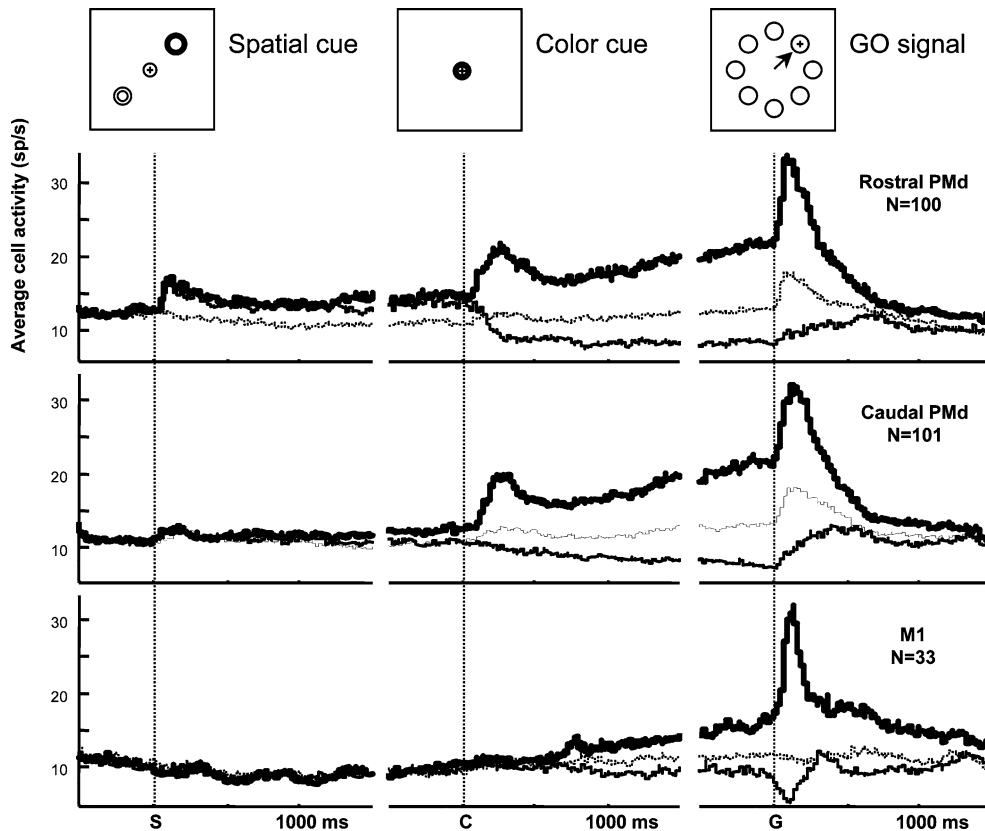 Spatial cue
Color cue
GO signal
Average cell activity (sp/s)
30
20
10
Rostral PMd
N=100
30
20
10
Caudal PMd
N=101
30
20
10
M1
N=33
S 1000 ms C 1000 ms G 1000 ms